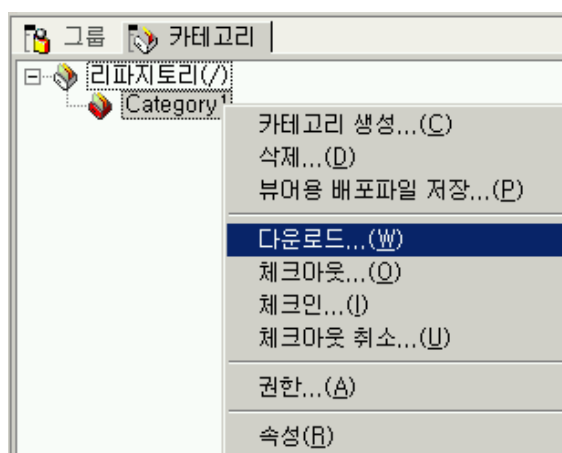 그룹 카테고리
리파지토리(/)
Category1
카테고리 생성...(C)
삭제...(D)
뷰어용 배포파일 저장...(P)
다운로드...(W)
체크아웃...(O)
체크인...(I)
체크아웃 취소...(U)
권한...(A)
속성(R)